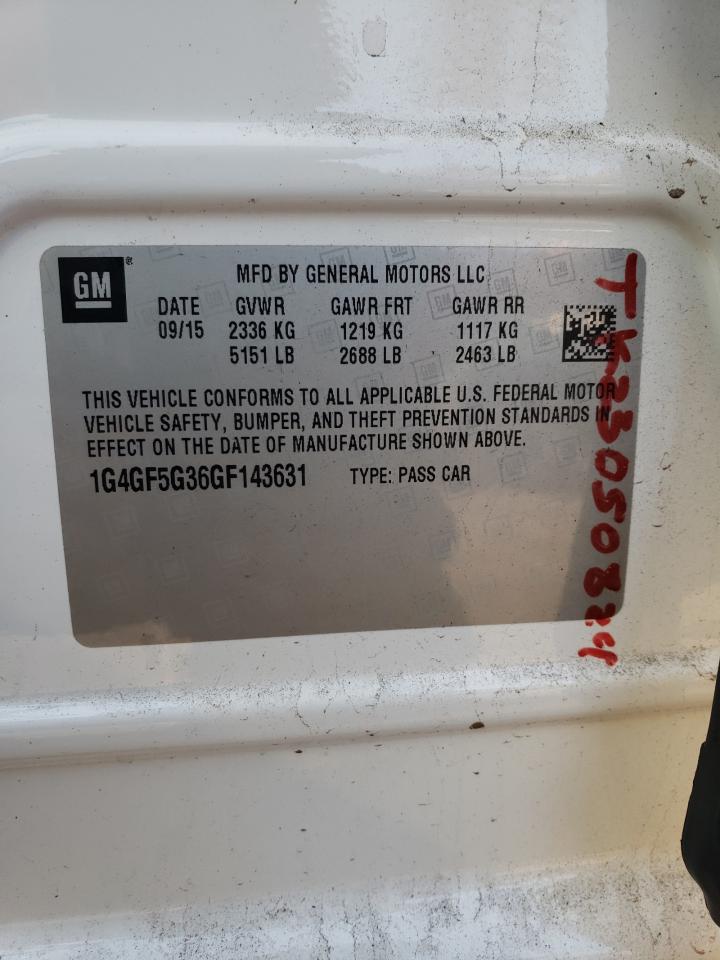 GM
MFD BY GENERAL MOTORS LLC
DATE GVWR GAWR FRT GAWR RR
09/15 2336 KG 1219 KG 1117 KG
5151 LB 2688 LB 2463 LB
THIS VEHICLE CONFORMS TO ALL APPLICABLE U.S. FEDERAL MOTOR
VEHICLE SAFETY, BUMPER, AND THEFT PREVENTION STANDARDS IN
EFFECT ON THE DATE OF MANUFACTURE SHOWN ABOVE.
1G4GF5G36GF143631 TYPE: PASS CAR